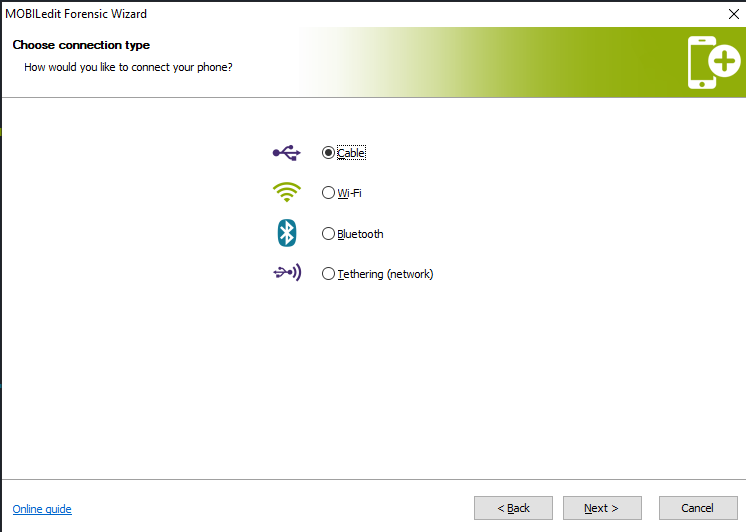 MOBILedit Forensic Wizard
Choose connection type
How would you like to connect your phone?
Cable
Wi-Fi
Bluetooth
Tethering (network)
Online guide
< Back
Next >
Cancel